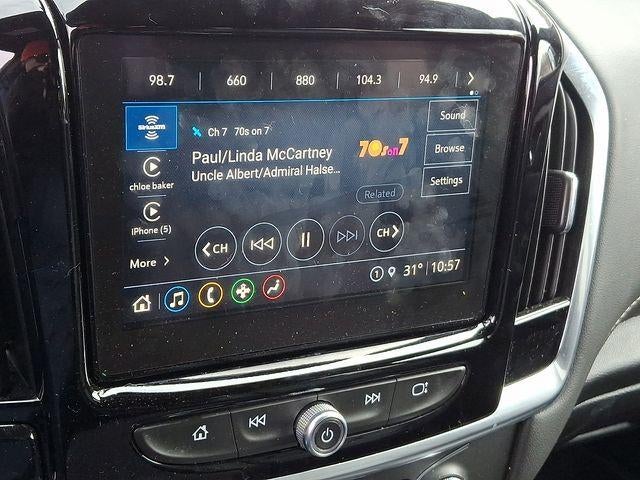 98.7 660 880 104.3 94.9
SiriusXM
Ch 7 70s on 7
70s on 7
Sound
Paul/Linda McCartney
Uncle Albert/Admiral Halse...
Browse
chloe baker
Settings
Related
iPhone (5)
CH
CH
More
1 31° 10:57